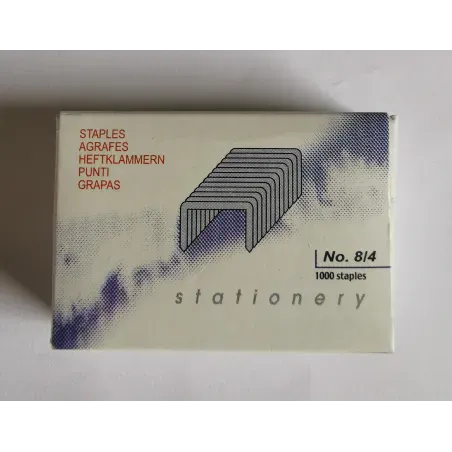 STAPLES
AGRAFES
HEFTKLAMMERN
PUNTI
GRAPAS
No. 8/4
1000 staples
stationery